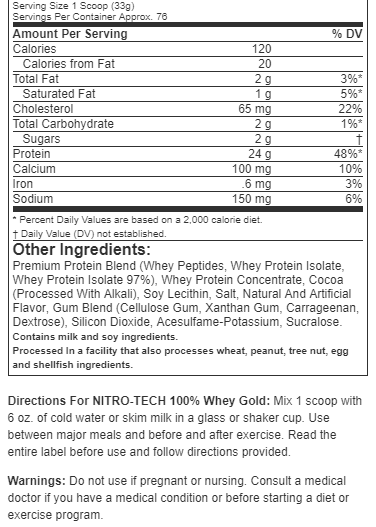 Serving Size 1 Scoop (33g)
Servings Per Container Approx. 76
Amount Per Serving % DV
Calories 120
Calories from Fat 20
Total Fat 2 g 3%*
Saturated Fat 1 g 5%*
Cholesterol 65 mg 22%
Total Carbohydrate 2 g 1%*
Sugars 2 g †
Protein 24 g 48%*
Calcium 100 mg 10%
Iron .6 mg 3%
Sodium 150 mg 6%
* Percent Daily Values are based on a 2,000 calorie diet.
† Daily Value (DV) not established.
Other Ingredients:
Premium Protein Blend (Whey Peptides, Whey Protein Isolate,
Whey Protein Isolate 97%), Whey Protein Concentrate, Cocoa
(Processed With Alkali), Soy Lecithin, Salt, Natural And Artificial
Flavor, Gum Blend (Cellulose Gum, Xanthan Gum, Carrageenan,
Dextrose), Silicon Dioxide, Acesulfame-Potassium, Sucralose.
Contains milk and soy ingredients.
Processed In a facility that also processes wheat, peanut, tree nut, egg
and shellfish ingredients.
Directions For NITRO-TECH 100% Whey Gold: Mix 1 scoop with
6 oz. of cold water or skim milk in a glass or shaker cup. Use
between major meals and before and after exercise. Read the
entire label before use and follow directions provided.
Warnings: Do not use if pregnant or nursing. Consult a medical
doctor if you have a medical condition or before starting a diet or
exercise program.